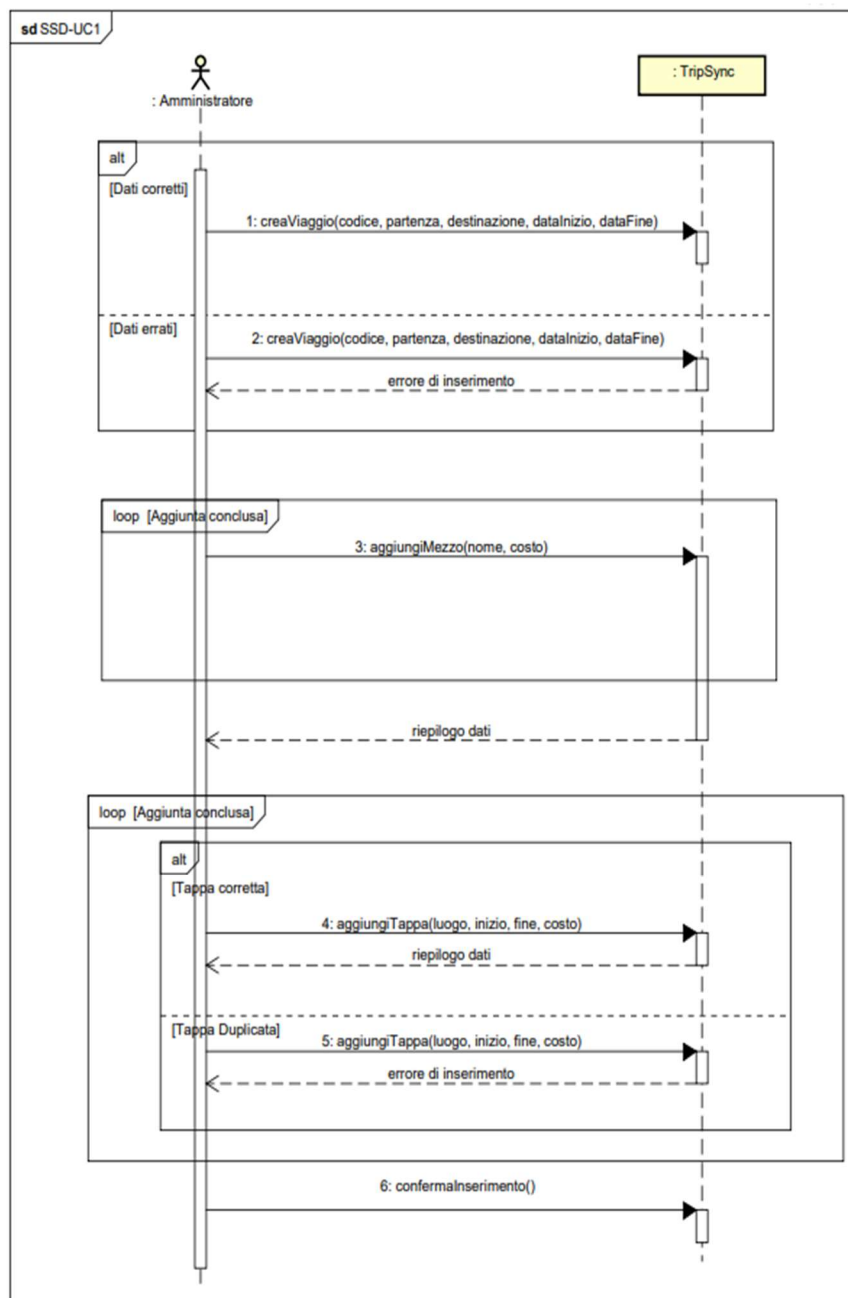 sd SSD-UC1
: Amministratore
: TripSync
alt
[Dati corretti]
1: creaViaggio(codice, partenza, destinazione, dataInizio, dataFine)
[Dati errati]
2: creaViaggio(codice, partenza, destinazione, dataInizio, dataFine)
errore di inserimento
loop [Aggiunta conclusa]
3: aggiungiMezzo(nome, costo)
riepilogo dati
loop [Aggiunta conclusa]
alt
[Tappa corretta]
4: aggiungiTappa(luogo, inizio, fine, costo)
riepilogo dati
[Tappa Duplicata]
5: aggiungiTappa(luogo, inizio, fine, costo)
errore di inserimento
6: confermaInserimento()